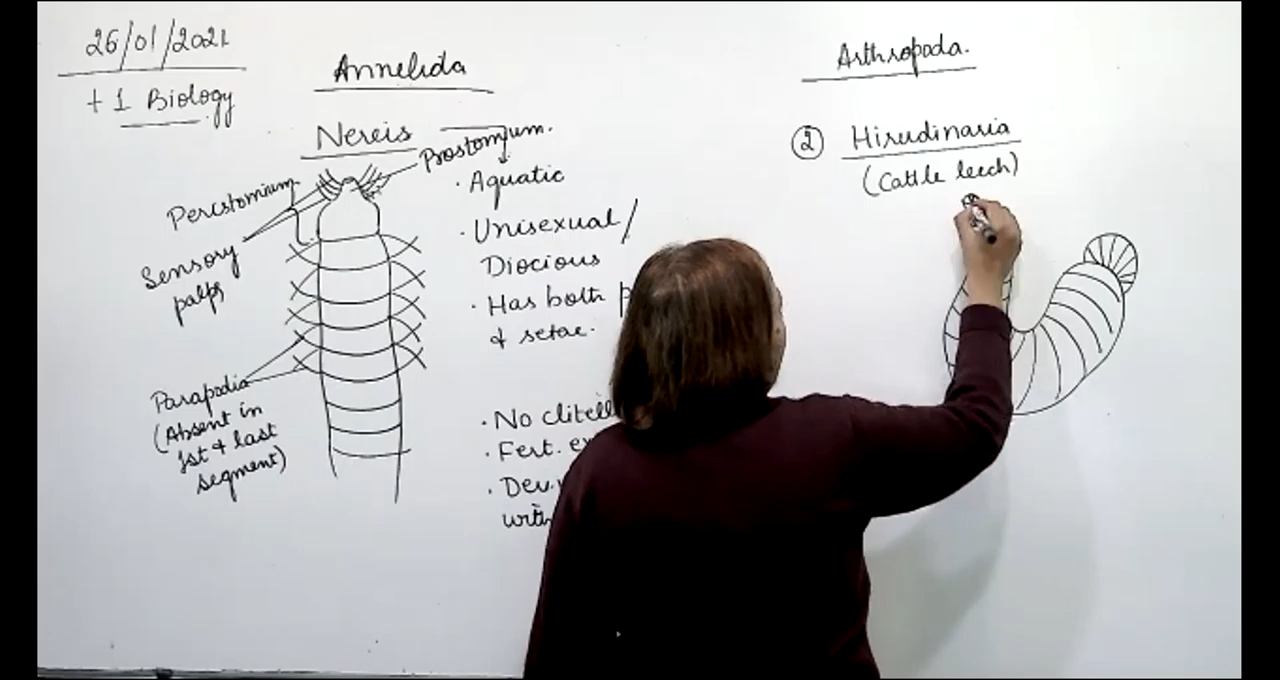 26/01/2021
+1 Biology
Annelida
Nereis
Prostomium.
Peristomium
Sensory
palps
Parapodia
(Absent in
1st & last
segment)
· Aquatic
· Unisexual/
Diocious
· Has both
& setae.
· No
· Fert.
Arthropoda.
② Hirudinaria
(Cattle leech)